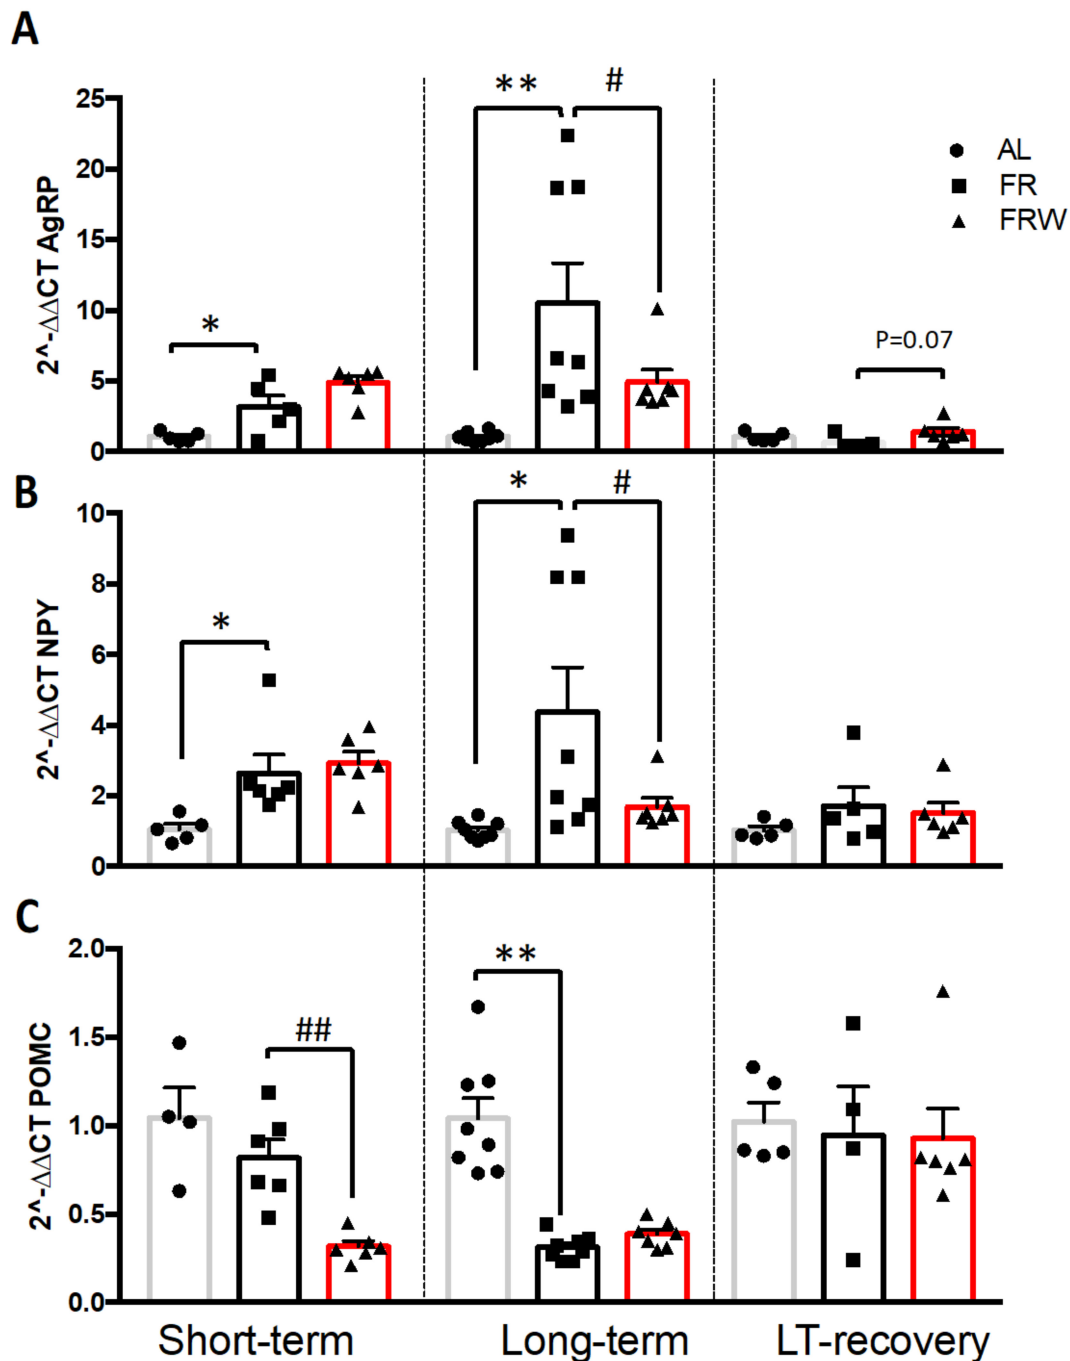 A
2^-ΔΔCT AgRP
25
20
15
10
5
0
*
**
#
P=0.07
AL
FR
FRW
B
2^-ΔΔCT NPY
10
8
6
4
2
0
*
*
#
C
2^-ΔΔCT POMC
2.0
1.5
1.0
0.5
0.0
##
**
Short-term
Long-term
LT-recovery